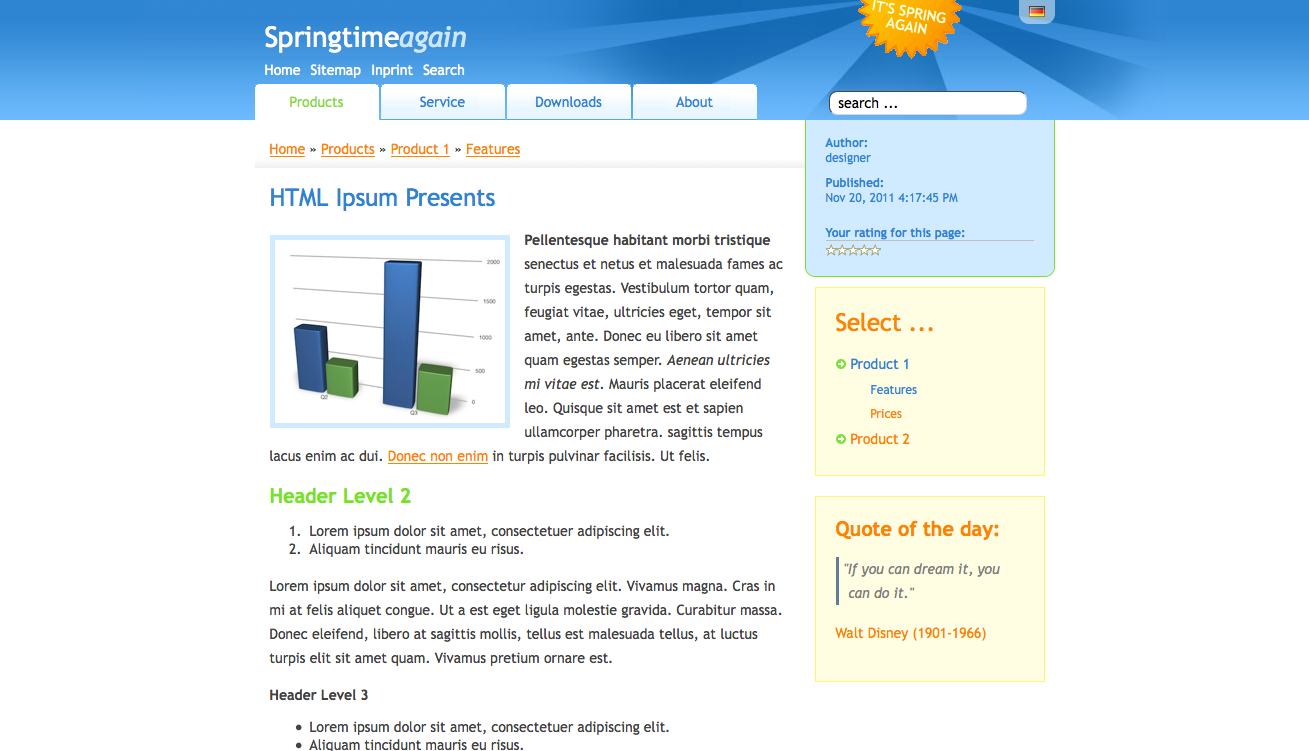 IT'S SPRING
AGAIN
Springtimeagain
Home Sitemap Inprint Search
Products Service Downloads About
search ...
Home » Products » Product 1 » Features
HTML Ipsum Presents
2000
1500
1000
500
0
Q2
Q3
Pellentesque habitant morbi tristique
senectus et netus et malesuada fames ac
turpis egestas. Vestibulum tortor quam,
feugiat vitae, ultricies eget, tempor sit
amet, ante. Donec eu libero sit amet
quam egestas semper. Aenean ultricies
mi vitae est. Mauris placerat eleifend
leo. Quisque sit amet est et sapien
ullamcorper pharetra. sagittis tempus
lacus enim ac dui. Donec non enim in turpis pulvinar facilisis. Ut felis.
Header Level 2
1. Lorem ipsum dolor sit amet, consectetuer adipiscing elit.
2. Aliquam tincidunt mauris eu risus.
Lorem ipsum dolor sit amet, consectetur adipiscing elit. Vivamus magna. Cras in
mi at felis aliquet congue. Ut a est eget ligula molestie gravida. Curabitur massa.
Donec eleifend, libero at sagittis mollis, tellus est malesuada tellus, at luctus
turpis elit sit amet quam. Vivamus pretium ornare est.
Header Level 3
• Lorem ipsum dolor sit amet, consectetuer adipiscing elit.
• Aliquam tincidunt mauris eu risus.
Author:
designer
Published:
Nov 20, 2011 4:17:45 PM
Your rating for this page:
Select ...
Product 1
Features
Prices
Product 2
Quote of the day:
"If you can dream it, you
can do it."
Walt Disney (1901-1966)